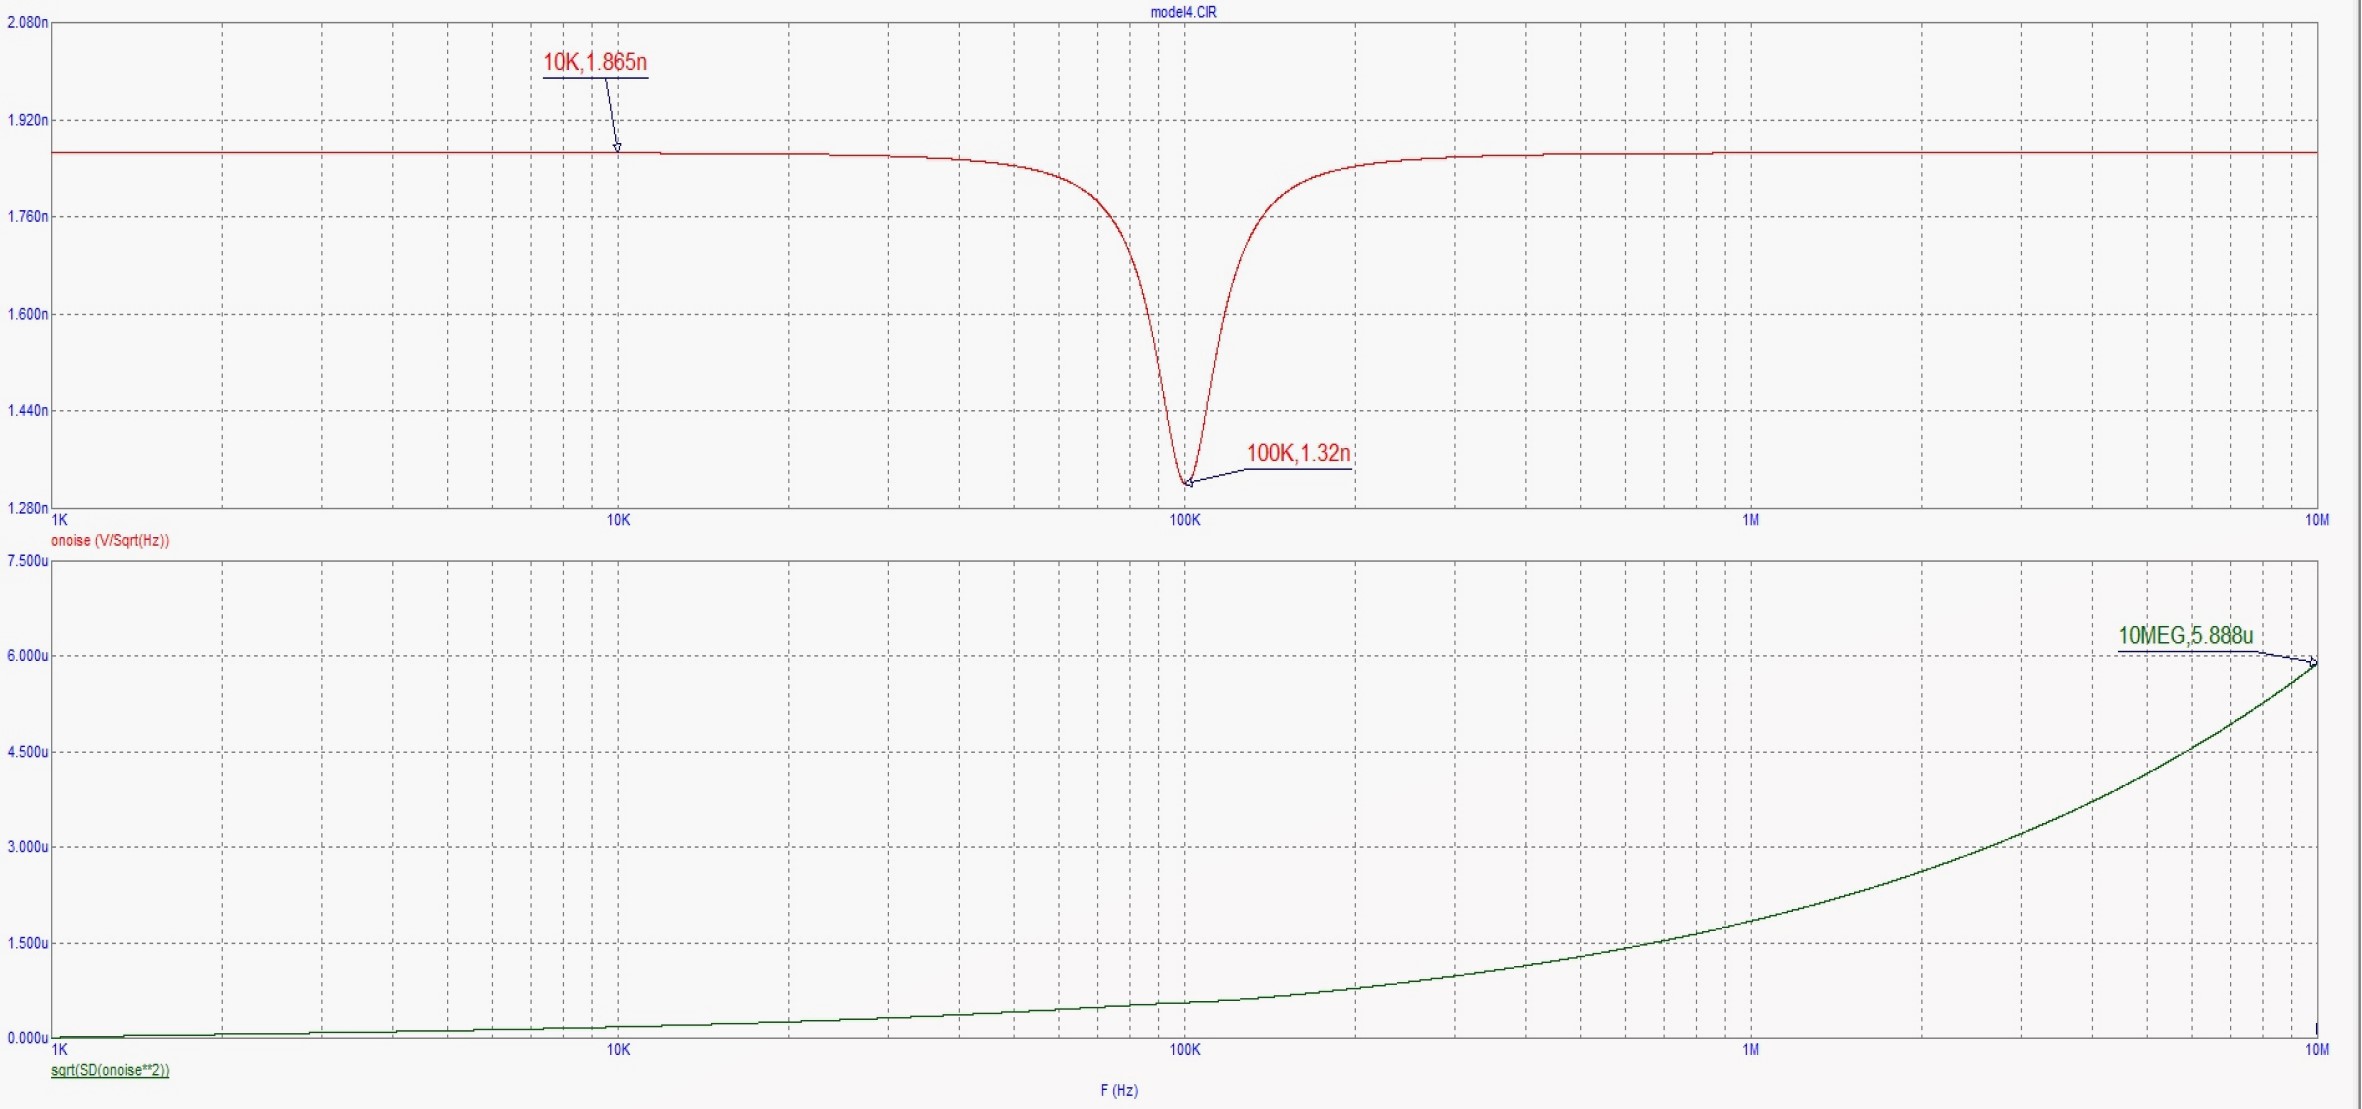 model4.CIR
2.080n
10K,1.865n
1.920n
1.760n
1.600n
1.440n
100K,1.32n
1.280n
1K 10K 100K 1M 10M
onoise (V/Sqrt(Hz))
7.500u
10MEG,5.888u
6.000u
4.500u
3.000u
1.500u
0.000u
1K 10K 100K 1M 10M
sqrt(SD(onoise**2))
F (Hz)